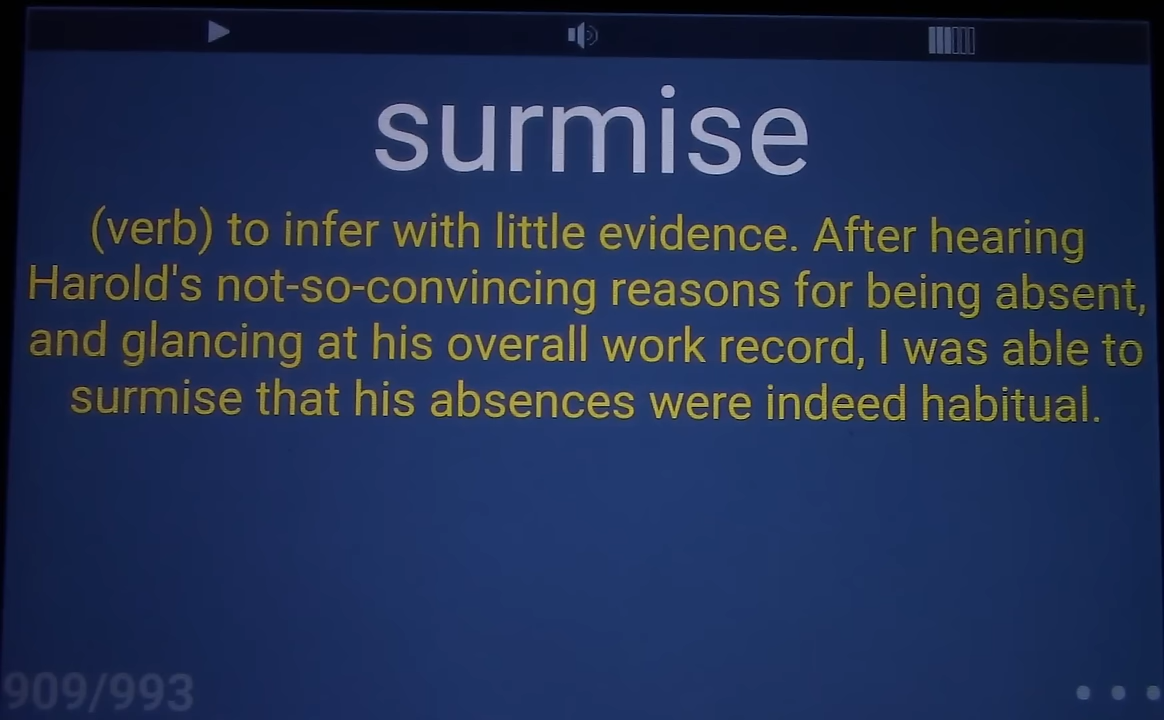 surmise
(verb) to infer with little evidence. After hearing
Harold's not-so-convincing reasons for being absent,
and glancing at his overall work record, I was able to
surmise that his absences were indeed habitual.
909/993